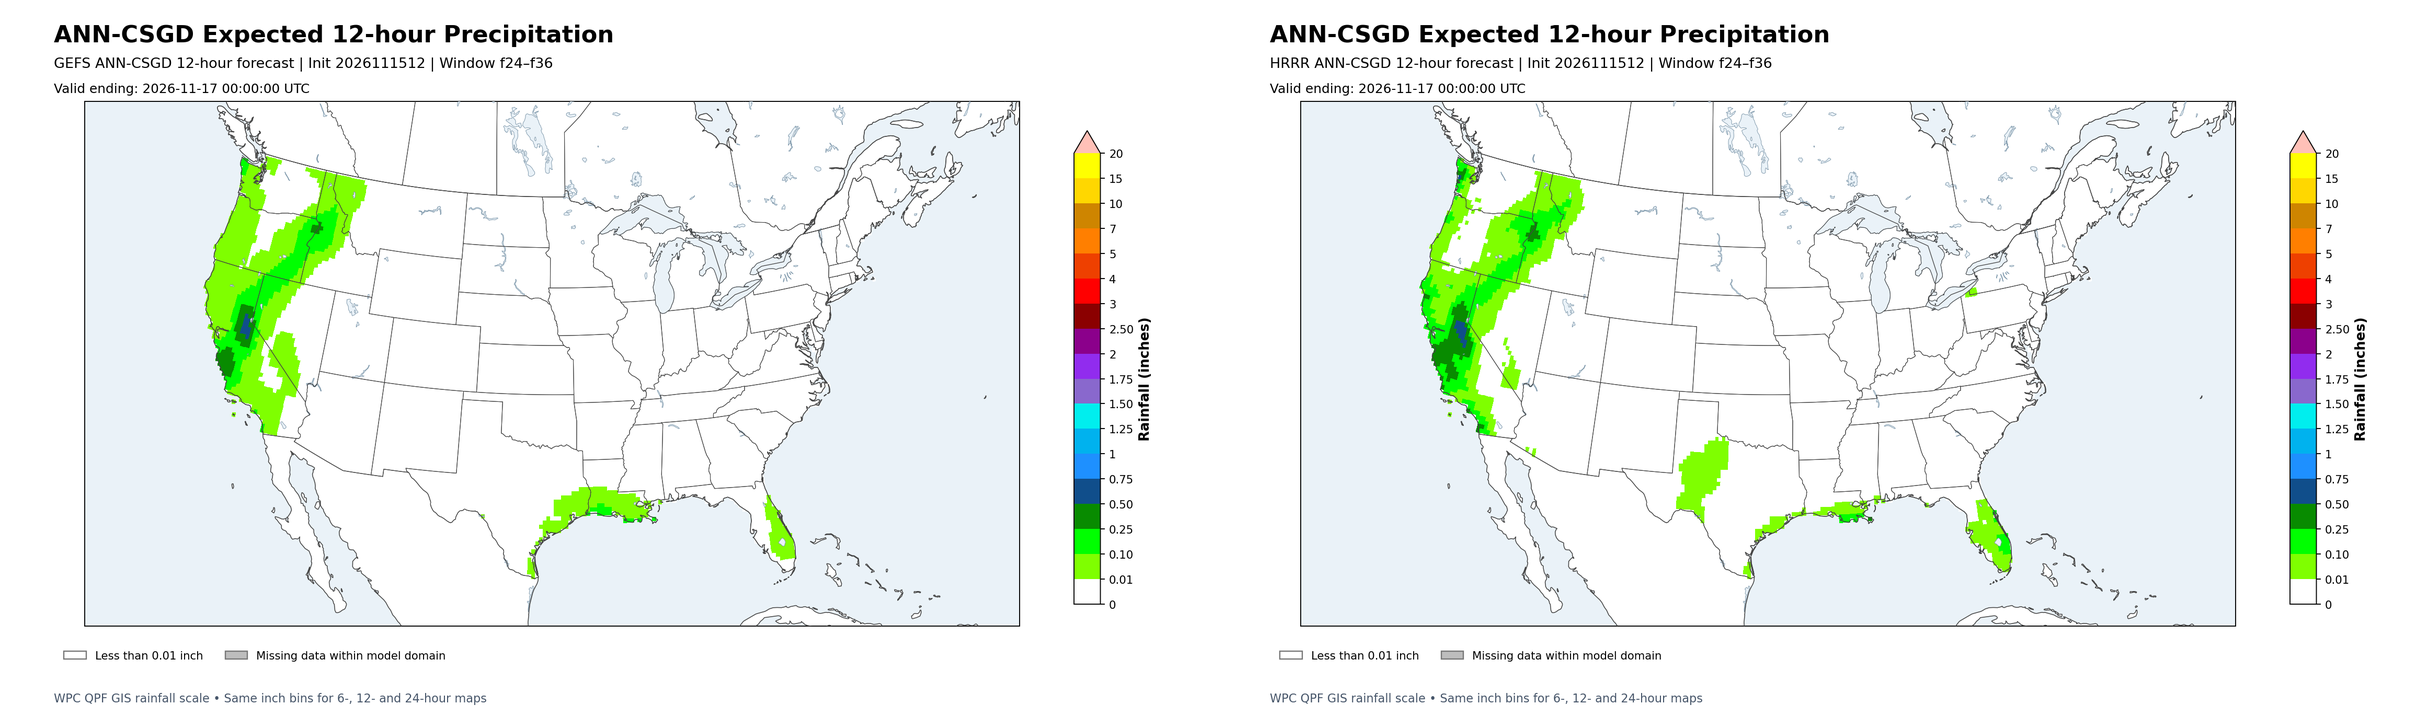 ANN-CSGD Expected 12-hour Precipitation
GEFS ANN-CSGD 12-hour forecast | Init 2026111512 | Window f24–f36
Valid ending: 2026-11-17 00:00:00 UTC
20
15
10
7
5
4
3
2.50
2
1.75
1.50
1.25
1
0.75
0.50
0.25
0.10
0.01
0
Rainfall (inches)
Less than 0.01 inch
Missing data within model domain
WPC QPF GIS rainfall scale • Same inch bins for 6-, 12- and 24-hour maps
ANN-CSGD Expected 12-hour Precipitation
HRRR ANN-CSGD 12-hour forecast | Init 2026111512 | Window f24–f36
Valid ending: 2026-11-17 00:00:00 UTC
20
15
10
7
5
4
3
2.50
2
1.75
1.50
1.25
1
0.75
0.50
0.25
0.10
0.01
0
Rainfall (inches)
Less than 0.01 inch
Missing data within model domain
WPC QPF GIS rainfall scale • Same inch bins for 6-, 12- and 24-hour maps